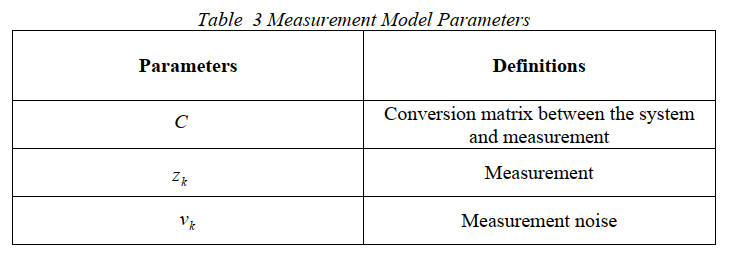 Table  3 Measurement Model Parameters
Parameters
Definitions
C
Conversion matrix between the system
and measurement
z_k
Measurement
v_k
Measurement noise